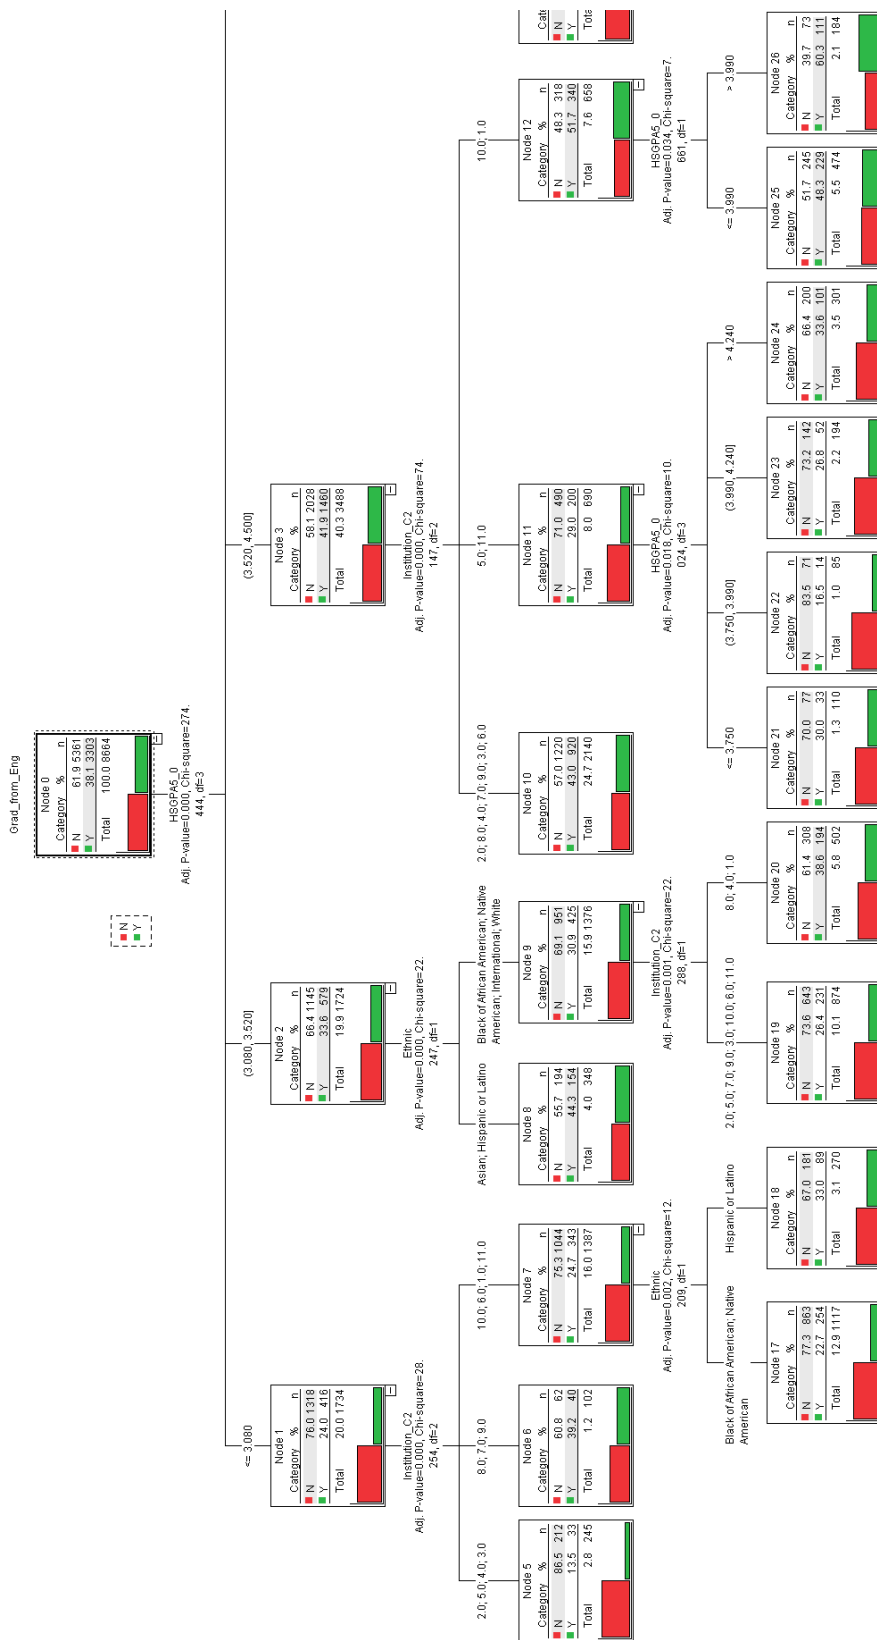 Grad_from_Eng
N
Y
Node 0
Category % n
N 61.9 5361
Y 38.1 3303
Total 100.0 8664
HSGPA5_0
Adj. P-value=0.000, Chi-square=274.
444, df=3
<= 3.080
(3.080, 3.520]
(3.520, 4.500]
Node 1
Category % n
N 76.0 1318
Y 24.0 416
Total 20.0 1734
Institution_C2
Adj. P-value=0.000, Chi-square=28.
254, df=2
Node 2
Category % n
N 66.4 1145
Y 33.6 579
Total 19.9 1724
Ethnic
Adj. P-value=0.000, Chi-square=22.
247, df=1
Node 3
Category % n
N 58.1 2028
Y 41.9 1460
Total 40.3 3488
Institution_C2
Adj. P-value=0.000, Chi-square=74.
147, df=2
2.0; 5.0; 4.0; 3.0
8.0; 7.0; 9.0
10.0; 6.0; 1.0; 11.0
Asian; Hispanic or Latino
Black of African American; Native
American; International; White
2.0; 8.0; 4.0; 7.0; 9.0; 3.0; 6.0
5.0; 11.0
10.0; 1.0
Node 5
Category % n
N 86.5 212
Y 13.5 33
Total 2.8 245
Node 6
Category % n
N 60.8 62
Y 39.2 40
Total 1.2 102
Node 7
Category % n
N 75.3 1044
Y 24.7 343
Total 16.0 1387
Ethnic
Adj. P-value=0.002, Chi-square=12.
209, df=1
Node 8
Category % n
N 55.7 194
Y 44.3 154
Total 4.0 348
Node 9
Category % n
N 69.1 951
Y 30.9 425
Total 15.9 1376
Institution_C2
Adj. P-value=0.001, Chi-square=22.
288, df=1
Node 10
Category % n
N 57.0 1220
Y 43.0 920
Total 24.7 2140
Node 11
Category % n
N 71.0 490
Y 29.0 200
Total 8.0 690
HSGPA5_0
Adj. P-value=0.018, Chi-square=10.
024, df=3
Node 12
Category % n
N 48.3 318
Y 51.7 340
Total 7.6 658
HSGPA5_0
Adj. P-value=0.034, Chi-square=7.
661, df=1
N
Y
Total
Black of African American; Native
American
Hispanic or Latino
2.0; 5.0; 7.0; 9.0; 3.0; 10.0; 6.0; 11.0
8.0; 4.0; 1.0
<= 3.750
(3.750, 3.990]
(3.990, 4.240]
> 4.240
<= 3.990
> 3.990
Node 17
Category % n
N 77.3 863
Y 22.7 254
Total 12.9 1117
Node 18
Category % n
N 67.0 181
Y 33.0 89
Total 3.1 270
Node 19
Category % n
N 73.6 643
Y 26.4 231
Total 10.1 874
Node 20
Category % n
N 61.4 308
Y 38.6 194
Total 5.8 502
Node 21
Category % n
N 70.0 77
Y 30.0 33
Total 1.3 110
Node 22
Category % n
N 83.5 71
Y 16.5 14
Total 1.0 85
Node 23
Category % n
N 73.2 142
Y 26.8 52
Total 2.2 194
Node 24
Category % n
N 66.4 200
Y 33.6 101
Total 3.5 301
Node 25
Category % n
N 51.7 245
Y 48.3 229
Total 5.5 474
Node 26
Category % n
N 39.7 73
Y 60.3 111
Total 2.1 184